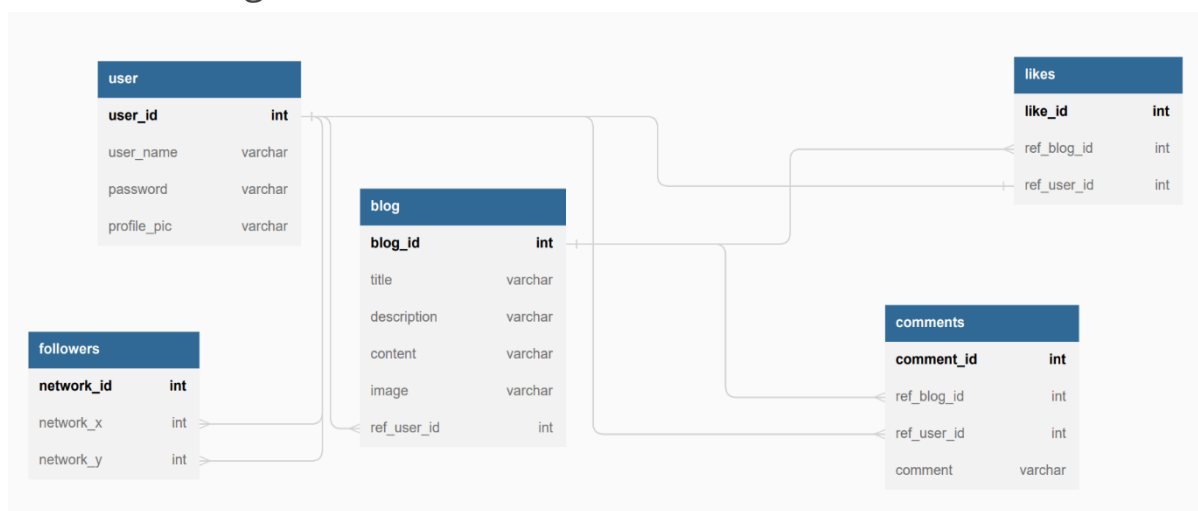 user
user_id int
user_name varchar
password varchar
profile_pic varchar
blog
blog_id int
title varchar
description varchar
content varchar
image varchar
ref_user_id int
followers
network_id int
network_x int
network_y int
likes
like_id int
ref_blog_id int
ref_user_id int
comments
comment_id int
ref_blog_id int
ref_user_id int
comment varchar